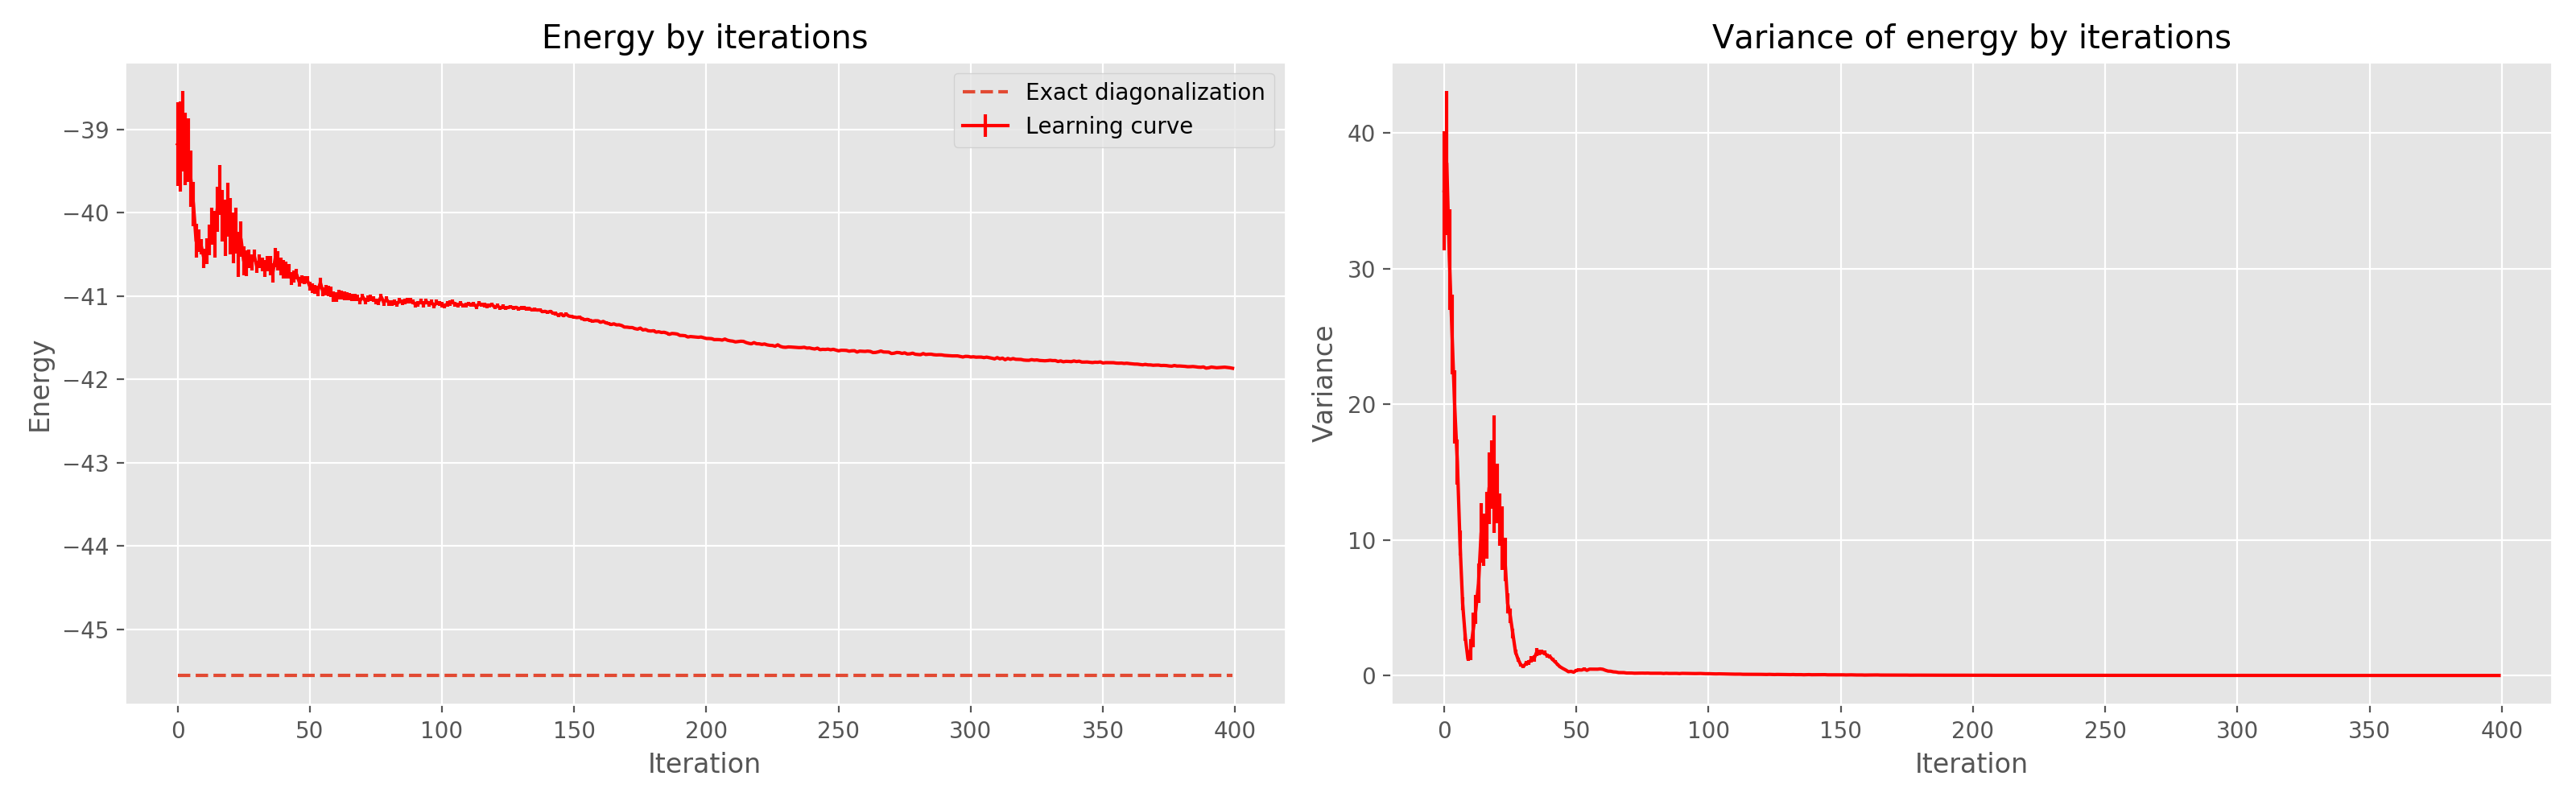 Energy by iterations
Exact diagonalization
Learning curve
−39
−40
−41
−42
−43
−44
−45
Energy
0 50 100 150 200 250 300 350 400
Iteration
Variance of energy by iterations
40
30
20
10
0
Variance
0 50 100 150 200 250 300 350 400
Iteration